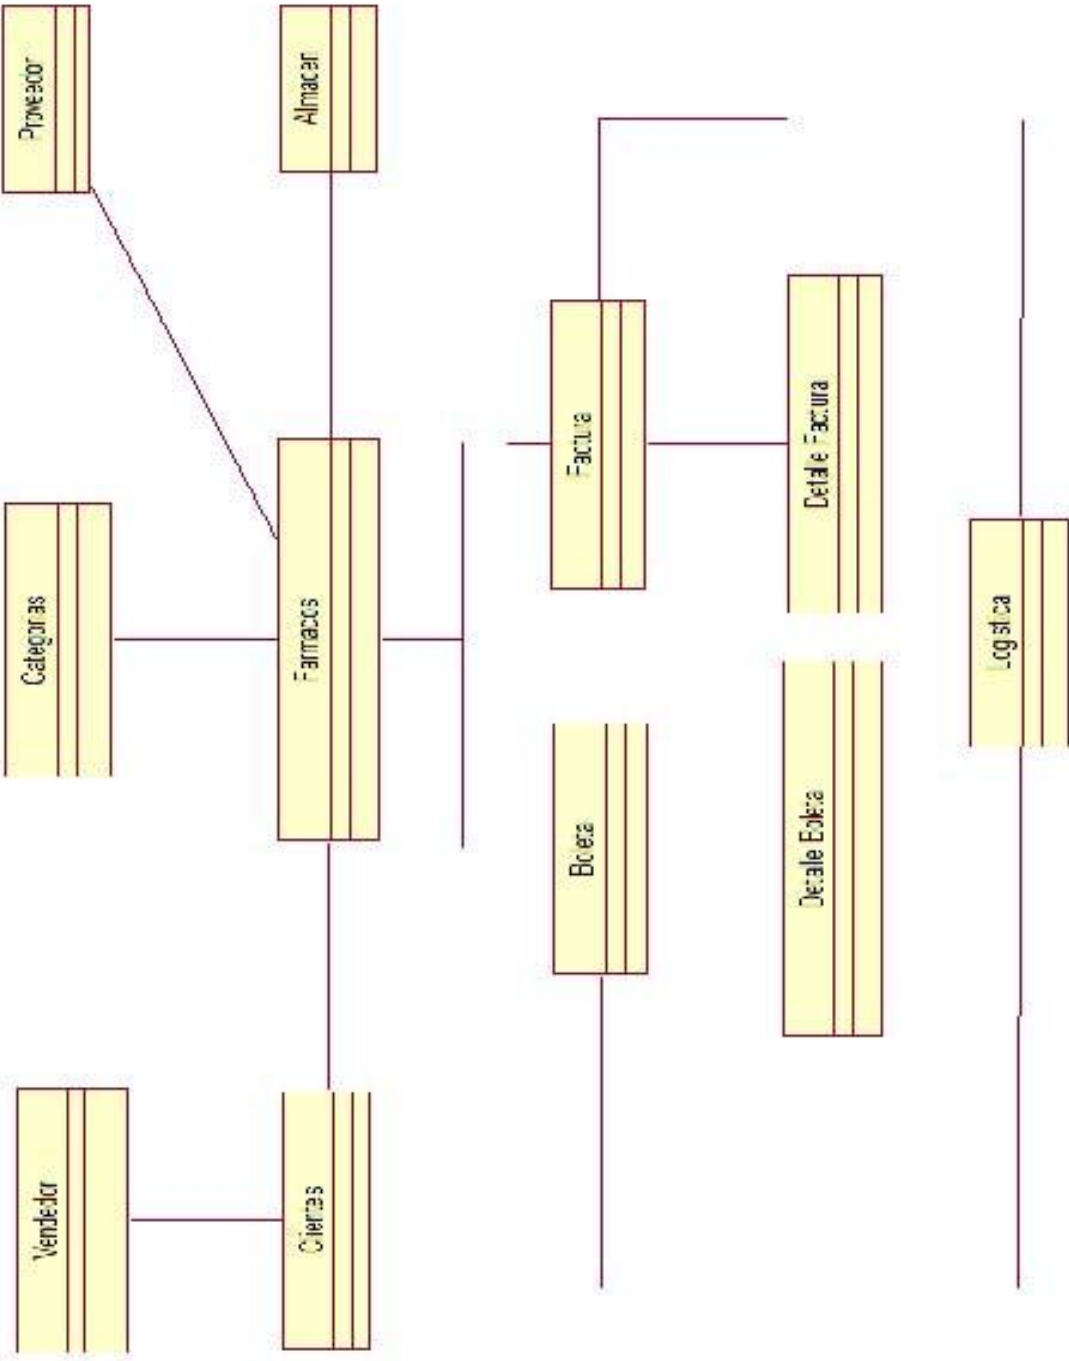 Vendedor
Categorias
Proveedor
Clientes
Farmacos
Almacen
Boleta
Factura
Detalle Boleta
Detalle Factura
Logistica